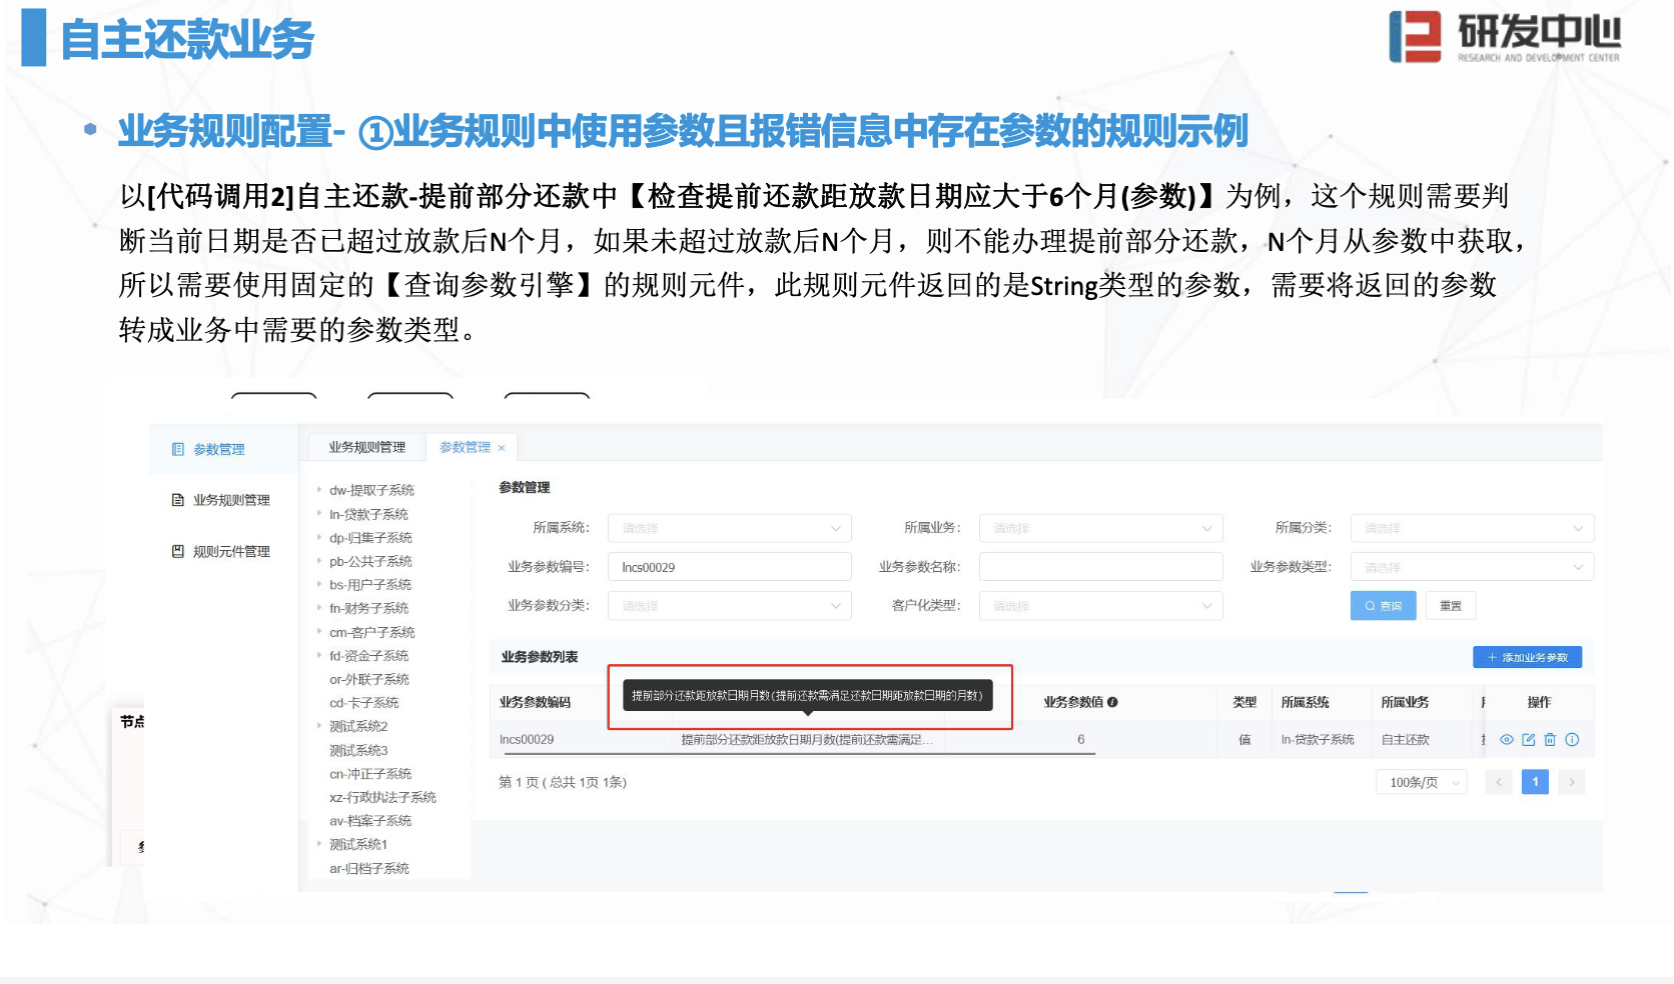 自主还款业务
研发中心
RESEARCH AND DEVELOPMENT CENTER
业务规则配置- ①业务规则中使用参数且报错信息中存在参数的规则示例
以[代码调用2]自主还款-提前部分还款中【检查提前还款距放款日期应大于6个月(参数)】为例，这个规则需要判
断当前日期是否已超过放款后N个月，如果未超过放款后N个月，则不能办理提前部分还款，N个月从参数中获取，
所以需要使用固定的【查询参数引擎】的规则元件，此规则元件返回的是String类型的参数，需要将返回的参数
转成业务中需要的参数类型。
参数管理
业务规则管理
规则元件管理
业务规则管理 参数管理 ×
dw-提取子系统
ln-贷款子系统
dp-归集子系统
pb-公共子系统
bs-用户子系统
fn-财务子系统
cm-客户子系统
fd-资金子系统
or-外联子系统
cd-卡子系统
测试系统2
测试系统3
cn-冲正子系统
xz-行政执法子系统
av-档案子系统
测试系统1
ar-归档子系统
参数管理
所属系统: 请选择 所属业务: 请选择 所属分类: 请选择
业务参数编号: lncs00029 业务参数名称: 业务参数类型: 请选择
业务参数分类: 请选择 客户化类型: 请选择 查询 重置
业务参数列表 + 添加业务参数
提前部分还款距放款日期月数(提前还款需满足还款日期距放款日期的月数)
业务参数编码 业务参数值 类型 所属系统 所属业务 操作
lncs00029 提前部分还款距放款日期月数(提前还款需满足... 6 值 ln-贷款子系统 自主还款
第 1 页 ( 总共 1页 1条) 100条/页 < 1 >
节点